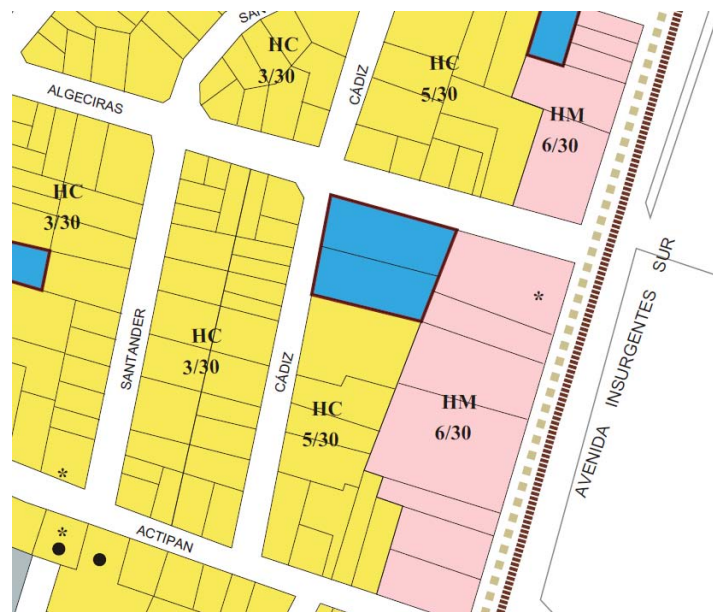 SAN
HC
3/30
CÁDIZ
HC
5/30
HM
6/30
ALGECIRAS
HC
3/30
*
SANTANDER
HC
3/30
CÁDIZ
HC
5/30
HM
6/30
AVENIDA INSURGENTES SUR
*
ACTIPAN
*